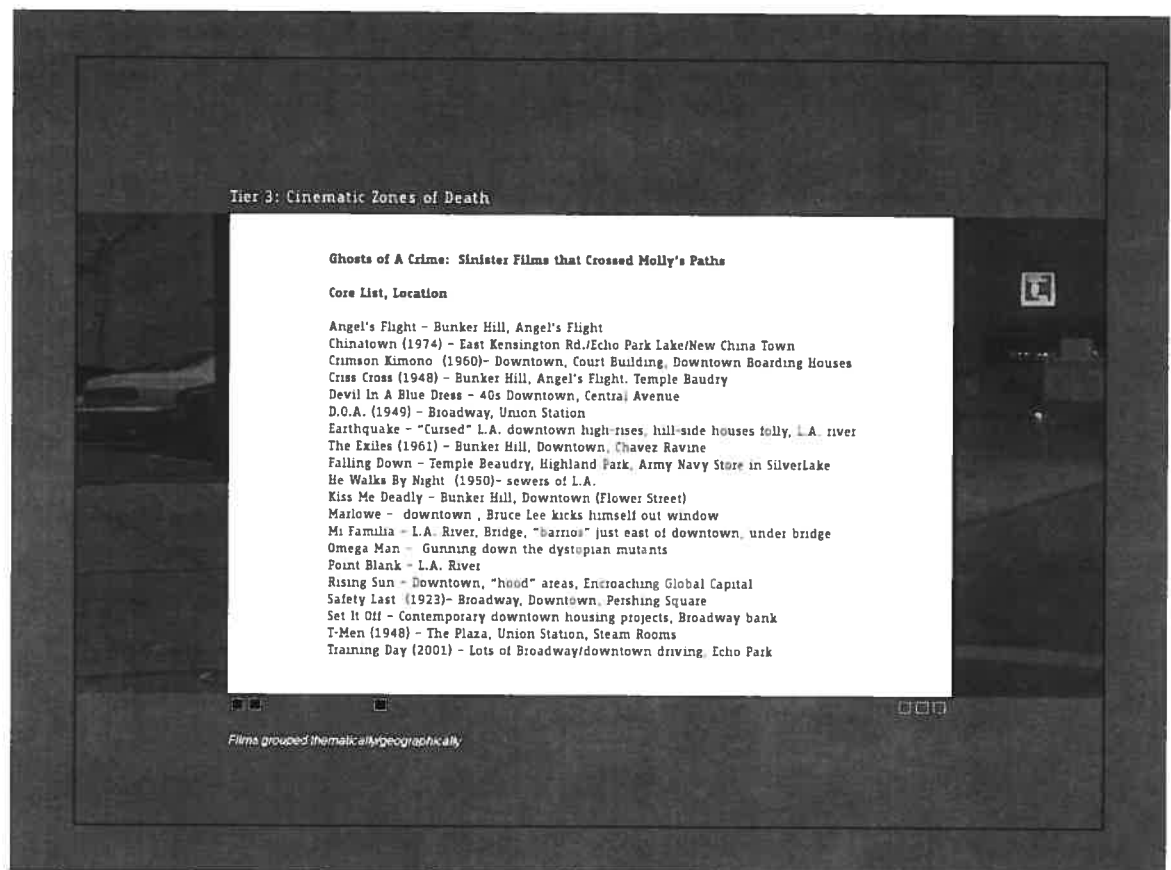 Tier 3: Cinematic Zones of Death
Ghosts of A Crime: Sinister Films that Crossed Molly's Paths
Core List, Location
Angel's Flight - Bunker Hill, Angel's Flight
Chinatown (1974) - East Kensington Rd./Echo Park Lake/New China Town
Crimson Kimono (1960)- Downtown, Court Building, Downtown Boarding Houses
Criss Cross (1948) - Bunker Hill, Angel's Flight. Temple Baudry
Devil In A Blue Dress - 40s Downtown, Central Avenue
D.O.A. (1949) - Broadway, Union Station
Earthquake - "Cursed" L.A. downtown high-rises, hill-side houses folly, L.A. river
The Exiles (1961) - Bunker Hill, Downtown, Chavez Ravine
Falling Down - Temple Beaudry, Highland Park, Army Navy Store in SilverLake
He Walks By Night (1950)- sewers of L.A.
Kiss Me Deadly - Bunker Hill, Downtown (Flower Street)
Marlowe - downtown , Bruce Lee kicks himself out window
Mi Familia - L.A. River, Bridge, "barrios" just east of downtown, under bridge
Omega Man - Gunning down the dystopian mutants
Point Blank - L.A. River
Rising Sun - Downtown, "hood" areas, Encroaching Global Capital
Safety Last (1923)- Broadway, Downtown, Pershing Square
Set It Off - Contemporary downtown housing projects, Broadway bank
T-Men (1948) - The Plaza, Union Station, Steam Rooms
Training Day (2001) - Lots of Broadway/downtown driving, Echo Park
Films grouped thematically/geographically